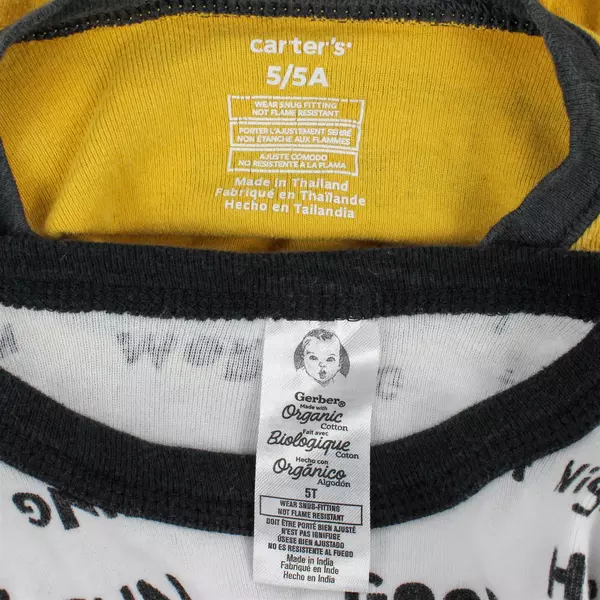 carter's
5/5A
WEAR SNUG FITTING
NOT FLAME RESISTANT
PORTER L'AJUSTEMENT SERRÉ
NON ÉTANCHE AUX FLAMMES
AJUSTE CÓMODO
NO RESISTENTE A LA FLAMA
Made in Thailand
Fabriqué en Thaïlande
Hecho en Tailandia
Gerber®
Made with
Organic
Cotton
Fait avec
Biologique
Coton
Hecho con
Orgánico
Algodón
5T
WEAR SNUG-FITTING
NOT FLAME RESISTANT
DOIT ÊTRE PORTÉ BIEN AJUSTÉ
N'EST PAS IGNIFUGE
ÚSESE BIEN AJUSTADO
NO ES RESISTENTE AL FUEGO
Made in India
Fabriqué en Inde
Hecho en India